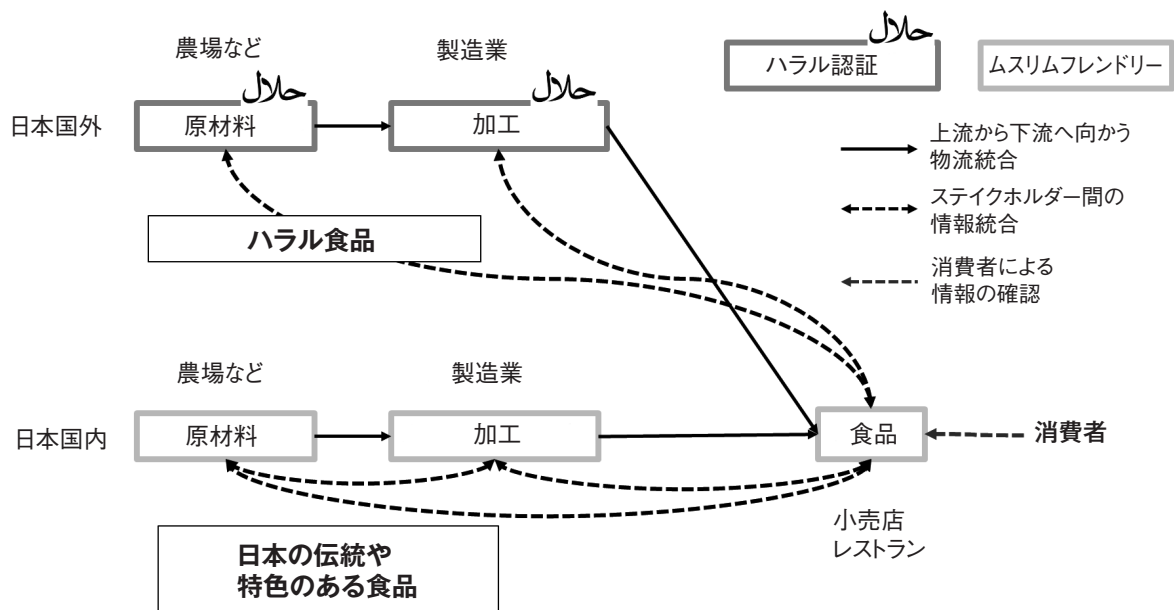 حلال
ハラル認証
ムスリムフレンドリー
農場など
製造業
حلال
حلال
日本国外
原材料
加工
上流から下流へ向かう
物流統合
ステイクホルダー間の
情報統合
消費者による
情報の確認
ハラル食品
農場など
製造業
日本国内
原材料
加工
食品
消費者
小売店
レストラン
日本の伝統や
特色のある食品